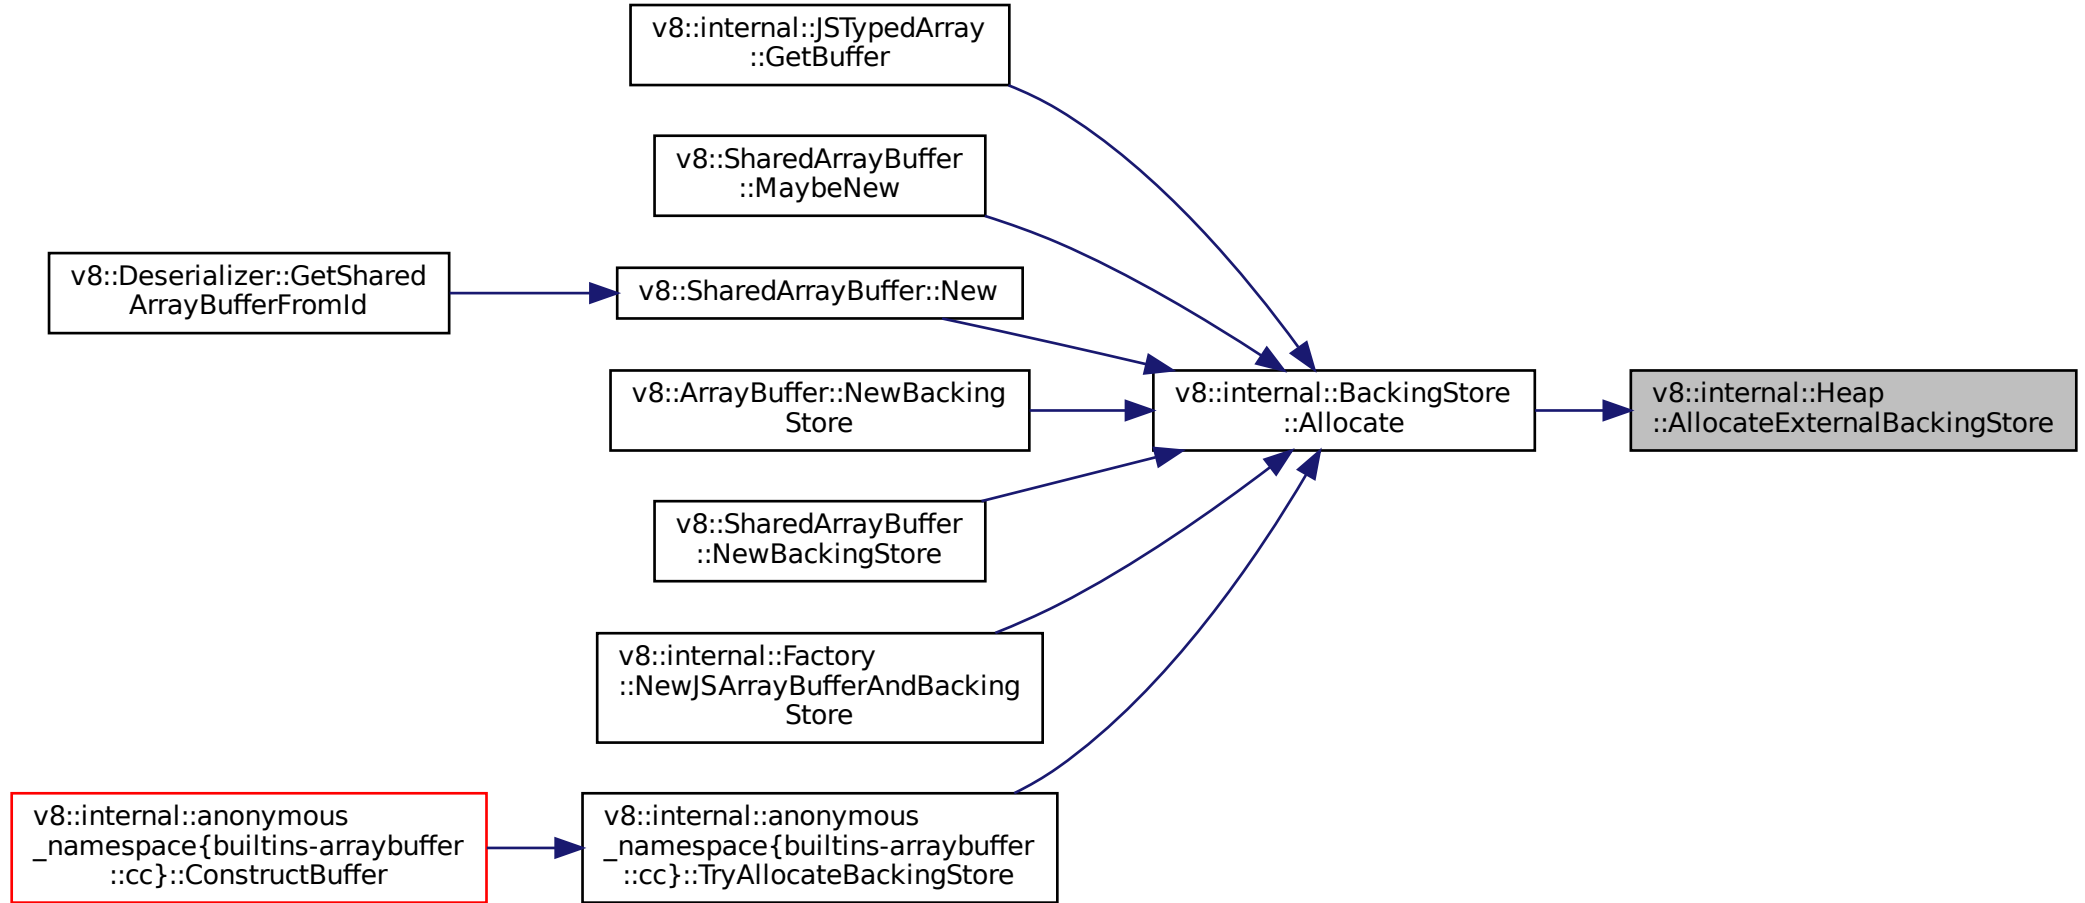 v8::internal::JSTypedArray
::GetBuffer
v8::SharedArrayBuffer
::MaybeNew
v8::Deserializer::GetShared
ArrayBufferFromId
v8::SharedArrayBuffer::New
v8::ArrayBuffer::NewBacking
Store
v8::internal::BackingStore
::Allocate
v8::internal::Heap
::AllocateExternalBackingStore
v8::SharedArrayBuffer
::NewBackingStore
v8::internal::Factory
::NewJSArrayBufferAndBacking
Store
v8::internal::anonymous
_namespace{builtins-arraybuffer
::cc}::ConstructBuffer
v8::internal::anonymous
_namespace{builtins-arraybuffer
::cc}::TryAllocateBackingStore